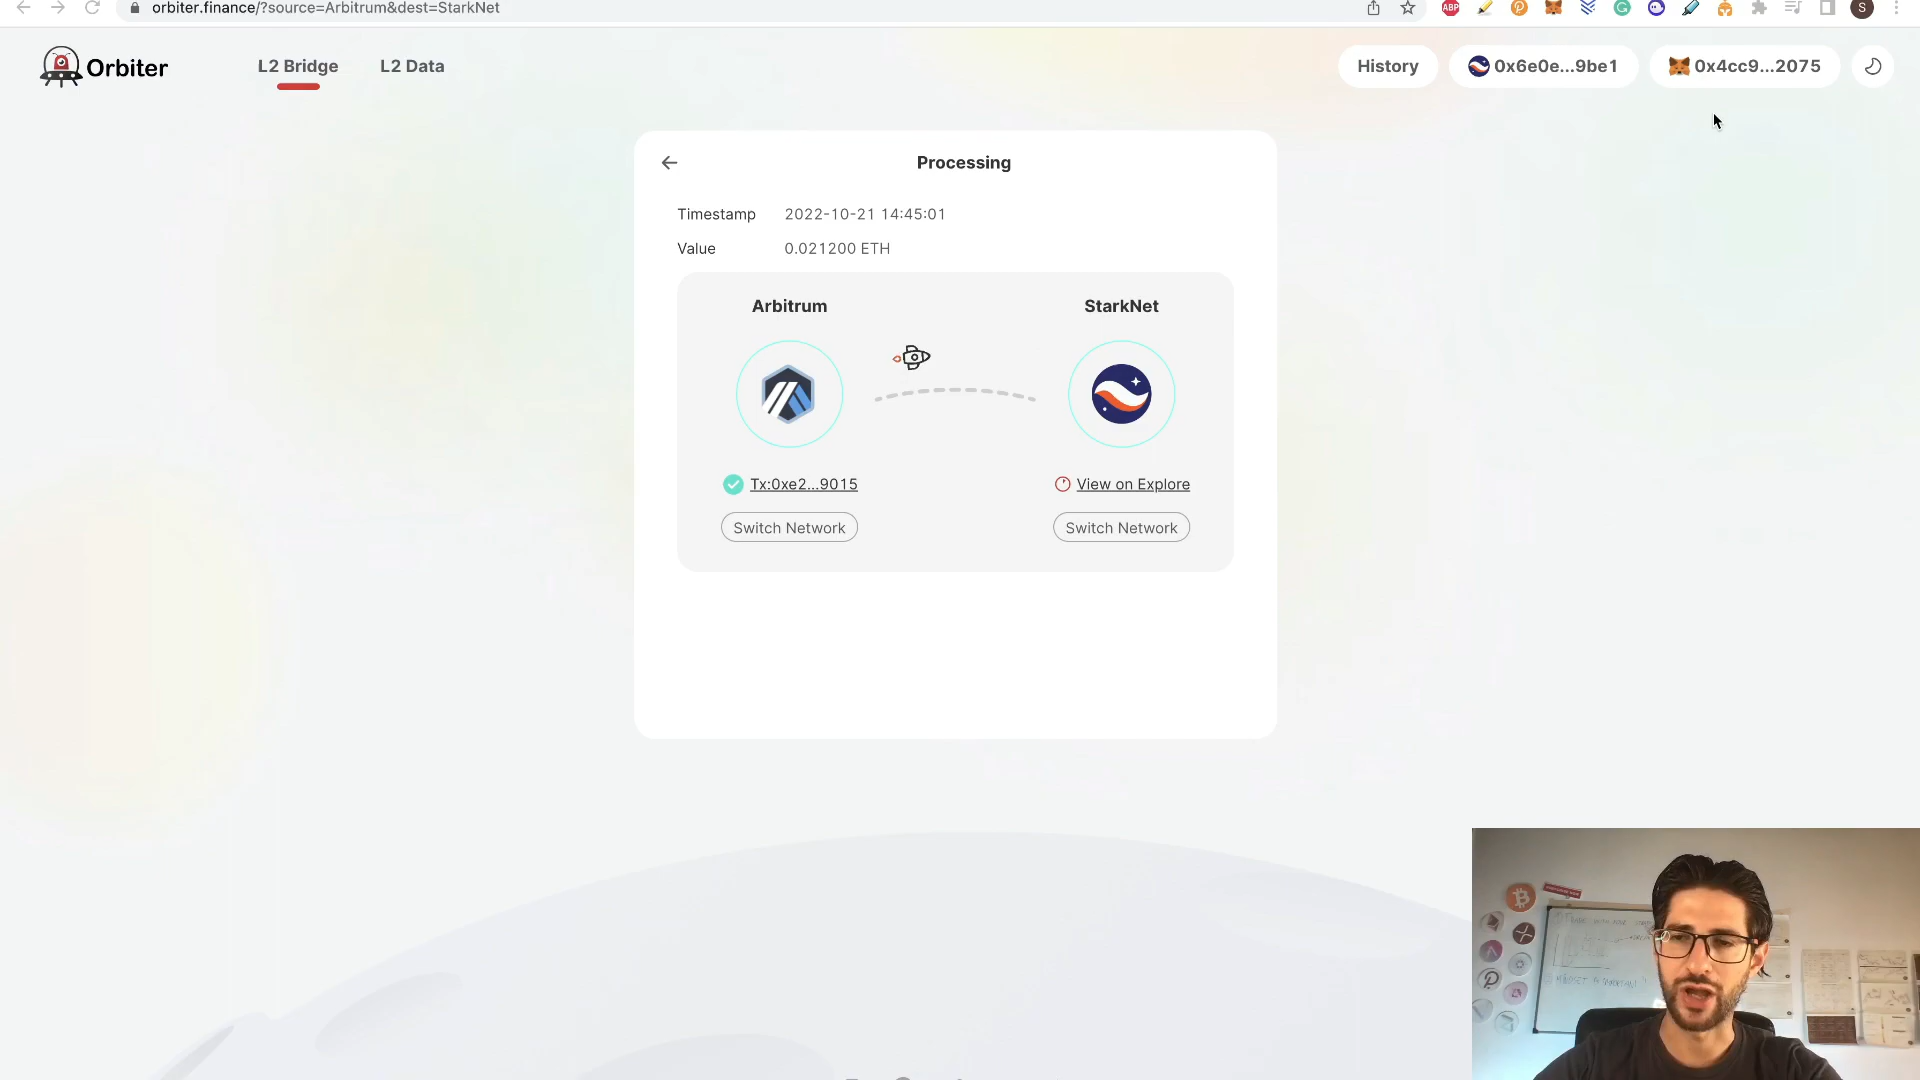 orbiter.finance/?source=Arbitrum&dest=StarkNet
ABP
S
Orbiter
L2 Bridge
L2 Data
History
0x6e0e...9be1
0x4cc9...2075
Processing
Timestamp 2022-10-21 14:45:01
Value 0.021200 ETH
Arbitrum
StarkNet
Tx:0xe2...9015
View on Explore
Switch Network
Switch Network